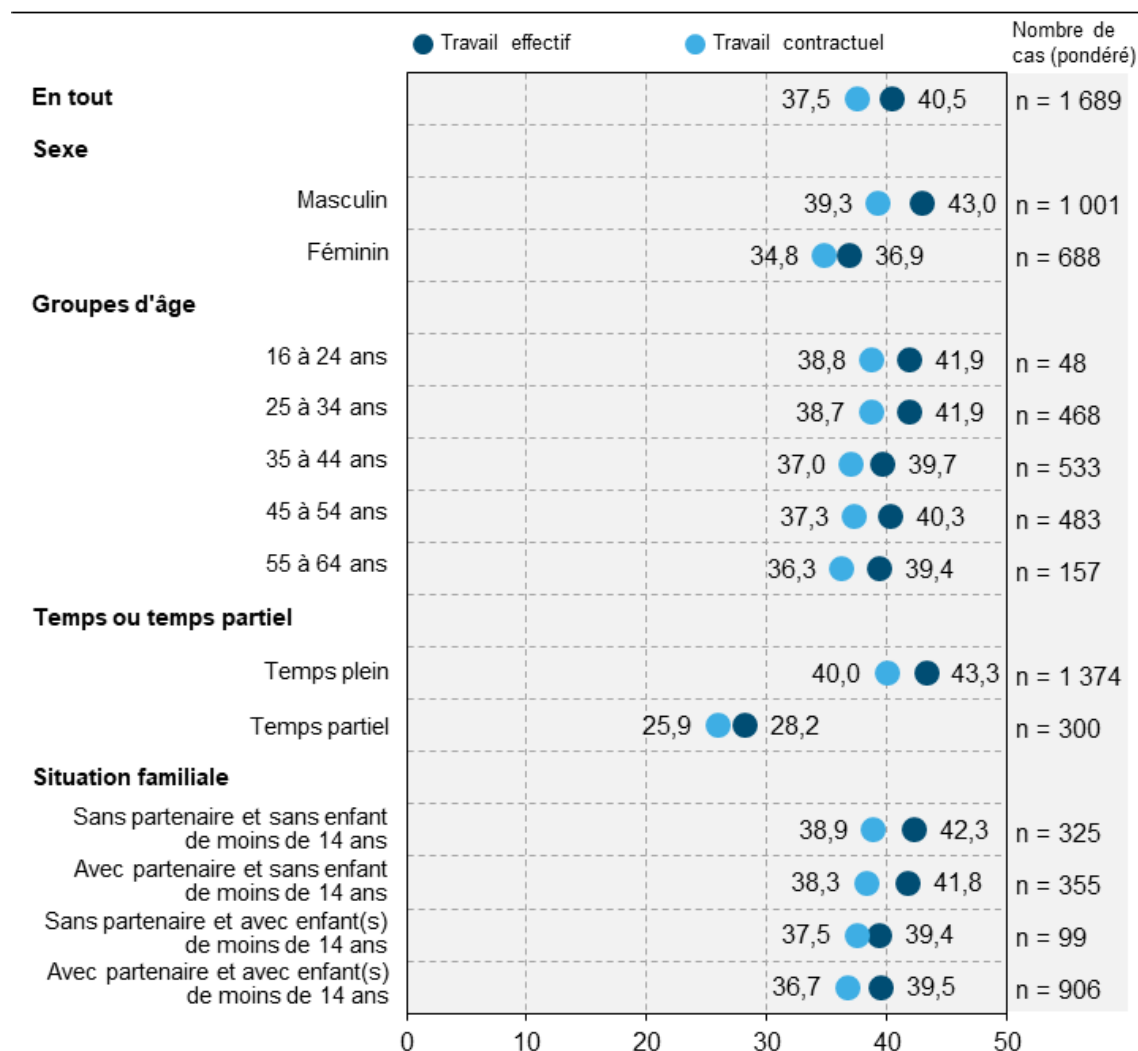 Travail effectif Travail contractuel Nombre de
cas (pondéré)
En tout 37,5 40,5 n = 1 689
Sexe
Masculin 39,3 43,0 n = 1 001
Féminin 34,8 36,9 n = 688
Groupes d'âge
16 à 24 ans 38,8 41,9 n = 48
25 à 34 ans 38,7 41,9 n = 468
35 à 44 ans 37,0 39,7 n = 533
45 à 54 ans 37,3 40,3 n = 483
55 à 64 ans 36,3 39,4 n = 157
Temps ou temps partiel
Temps plein 40,0 43,3 n = 1 374
Temps partiel 25,9 28,2 n = 300
Situation familiale
Sans partenaire et sans enfant
de moins de 14 ans 38,9 42,3 n = 325
Avec partenaire et sans enfant
de moins de 14 ans 38,3 41,8 n = 355
Sans partenaire et avec enfant(s)
de moins de 14 ans 37,5 39,4 n = 99
Avec partenaire et avec enfant(s)
de moins de 14 ans 36,7 39,5 n = 906
0 10 20 30 40 50